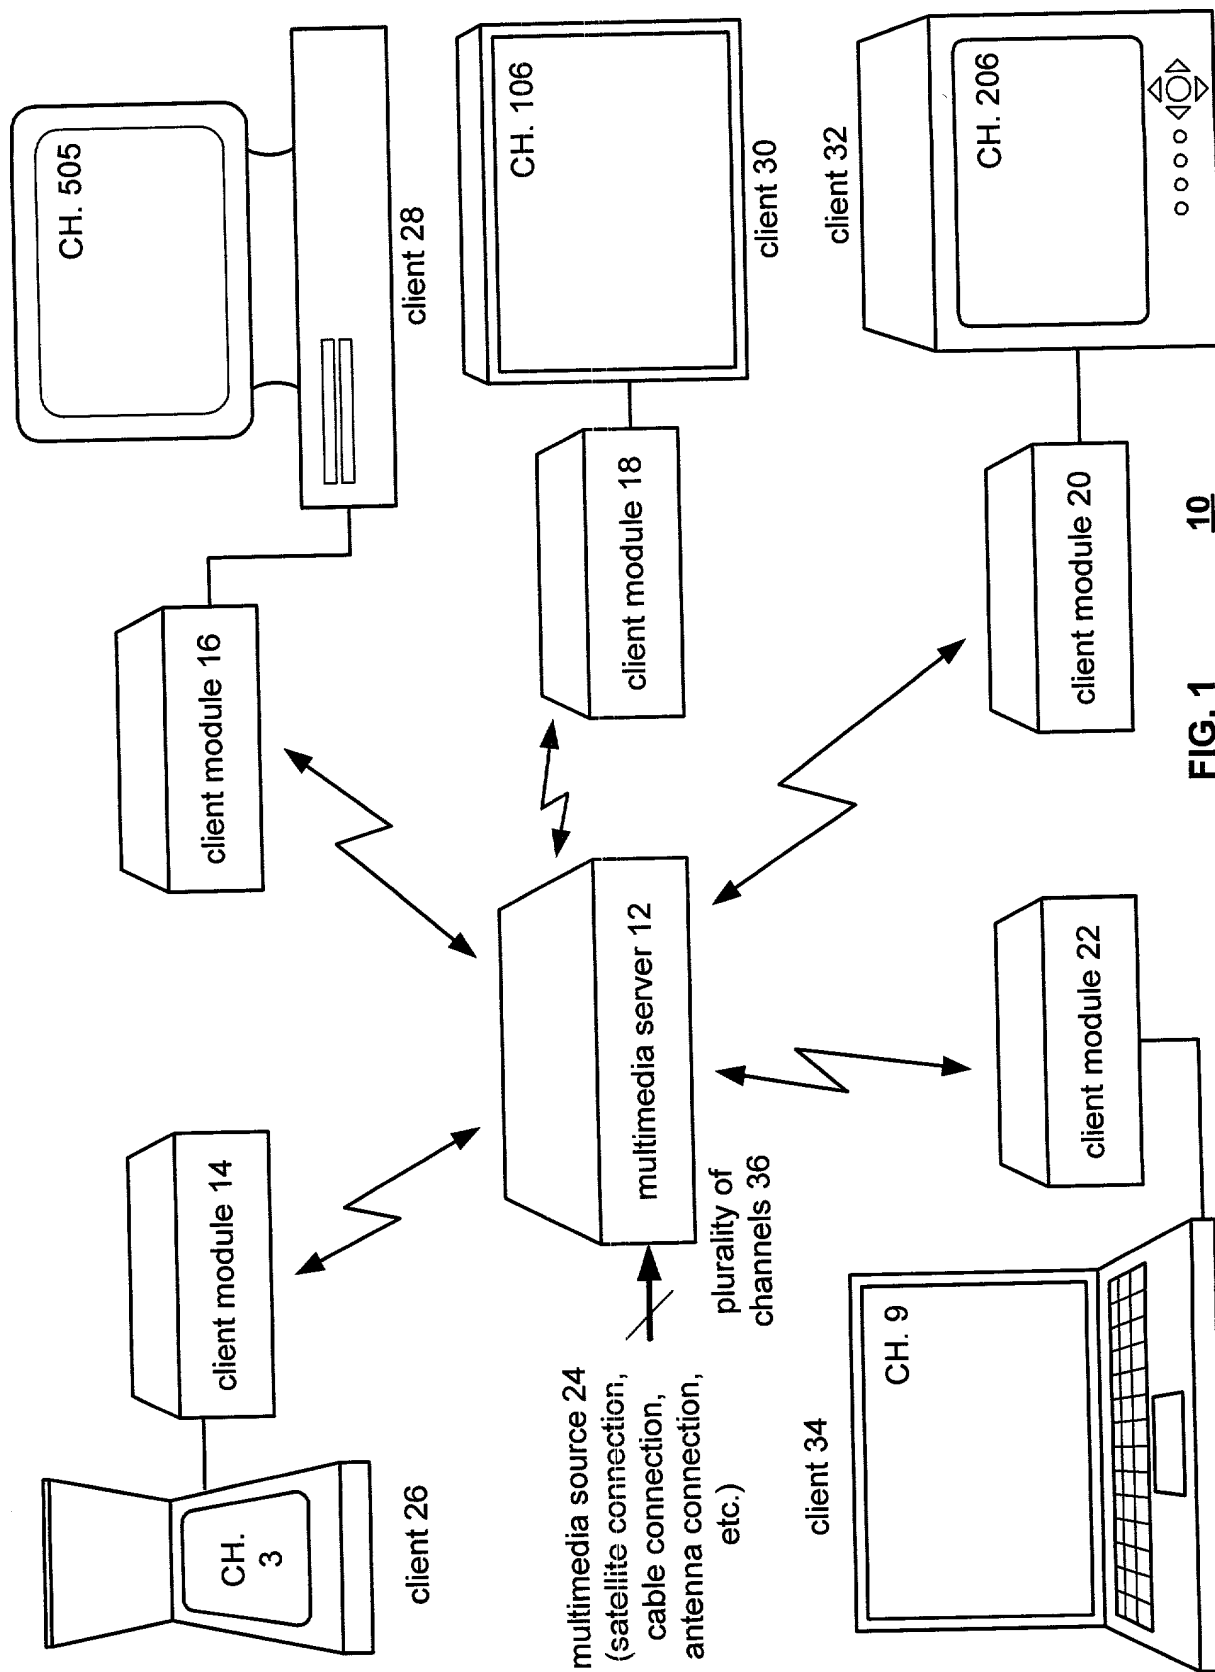 CH. 505
client 28
client module 16
client module 14
CH.
3
client 26
CH. 106
client 30
client module 18
multimedia server 12
plurality of
channels 36
multimedia source 24
(satellite connection,
cable connection,
antenna connection,
etc.)
client 32
CH. 206
client module 20
client module 22
client 34
CH. 9
10
FIG. 1